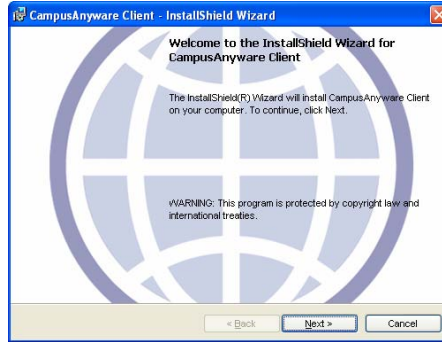 CampusAnyware Client - InstallShield Wizard
Welcome to the InstallShield Wizard for
CampusAnyware Client
The InstallShield(R) Wizard will install CampusAnyware Client
on your computer. To continue, click Next.
WARNING: This program is protected by copyright law and
international treaties.
< Back
Next >
Cancel